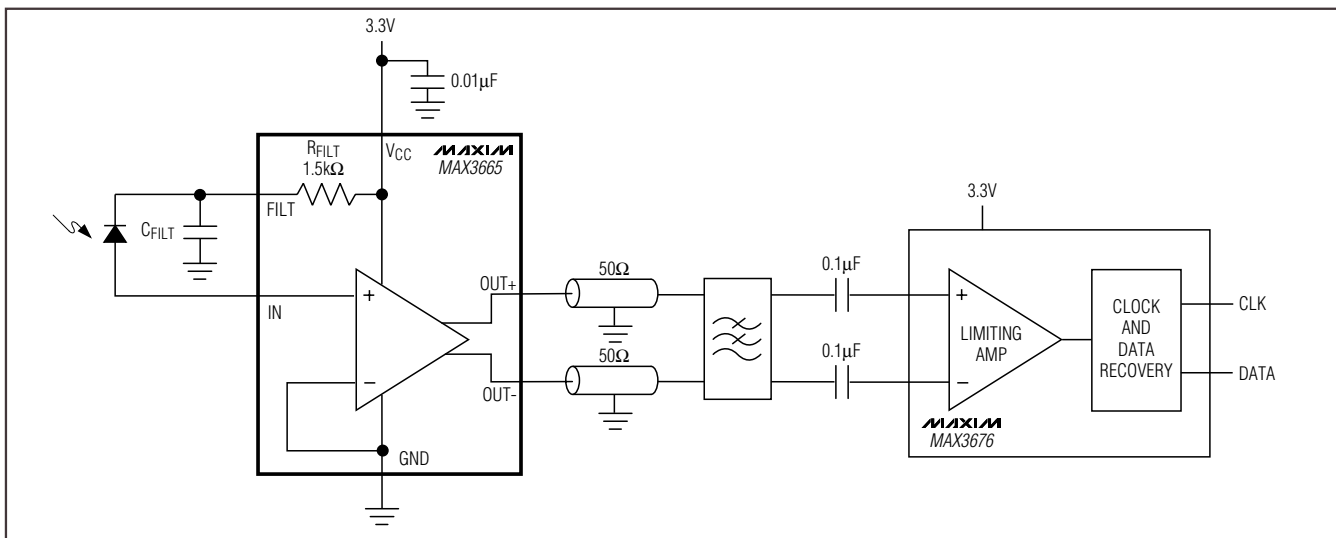 3.3V
0.01µF
RFILT
1.5kΩ
VCC
MAXIM
MAX3665
FILT
CFILT
IN
+
−
OUT+
OUT-
GND
50Ω
50Ω
0.1µF
0.1µF
3.3V
+
−
LIMITING
AMP
MAXIM
MAX3676
CLOCK
AND
DATA
RECOVERY
CLK
DATA